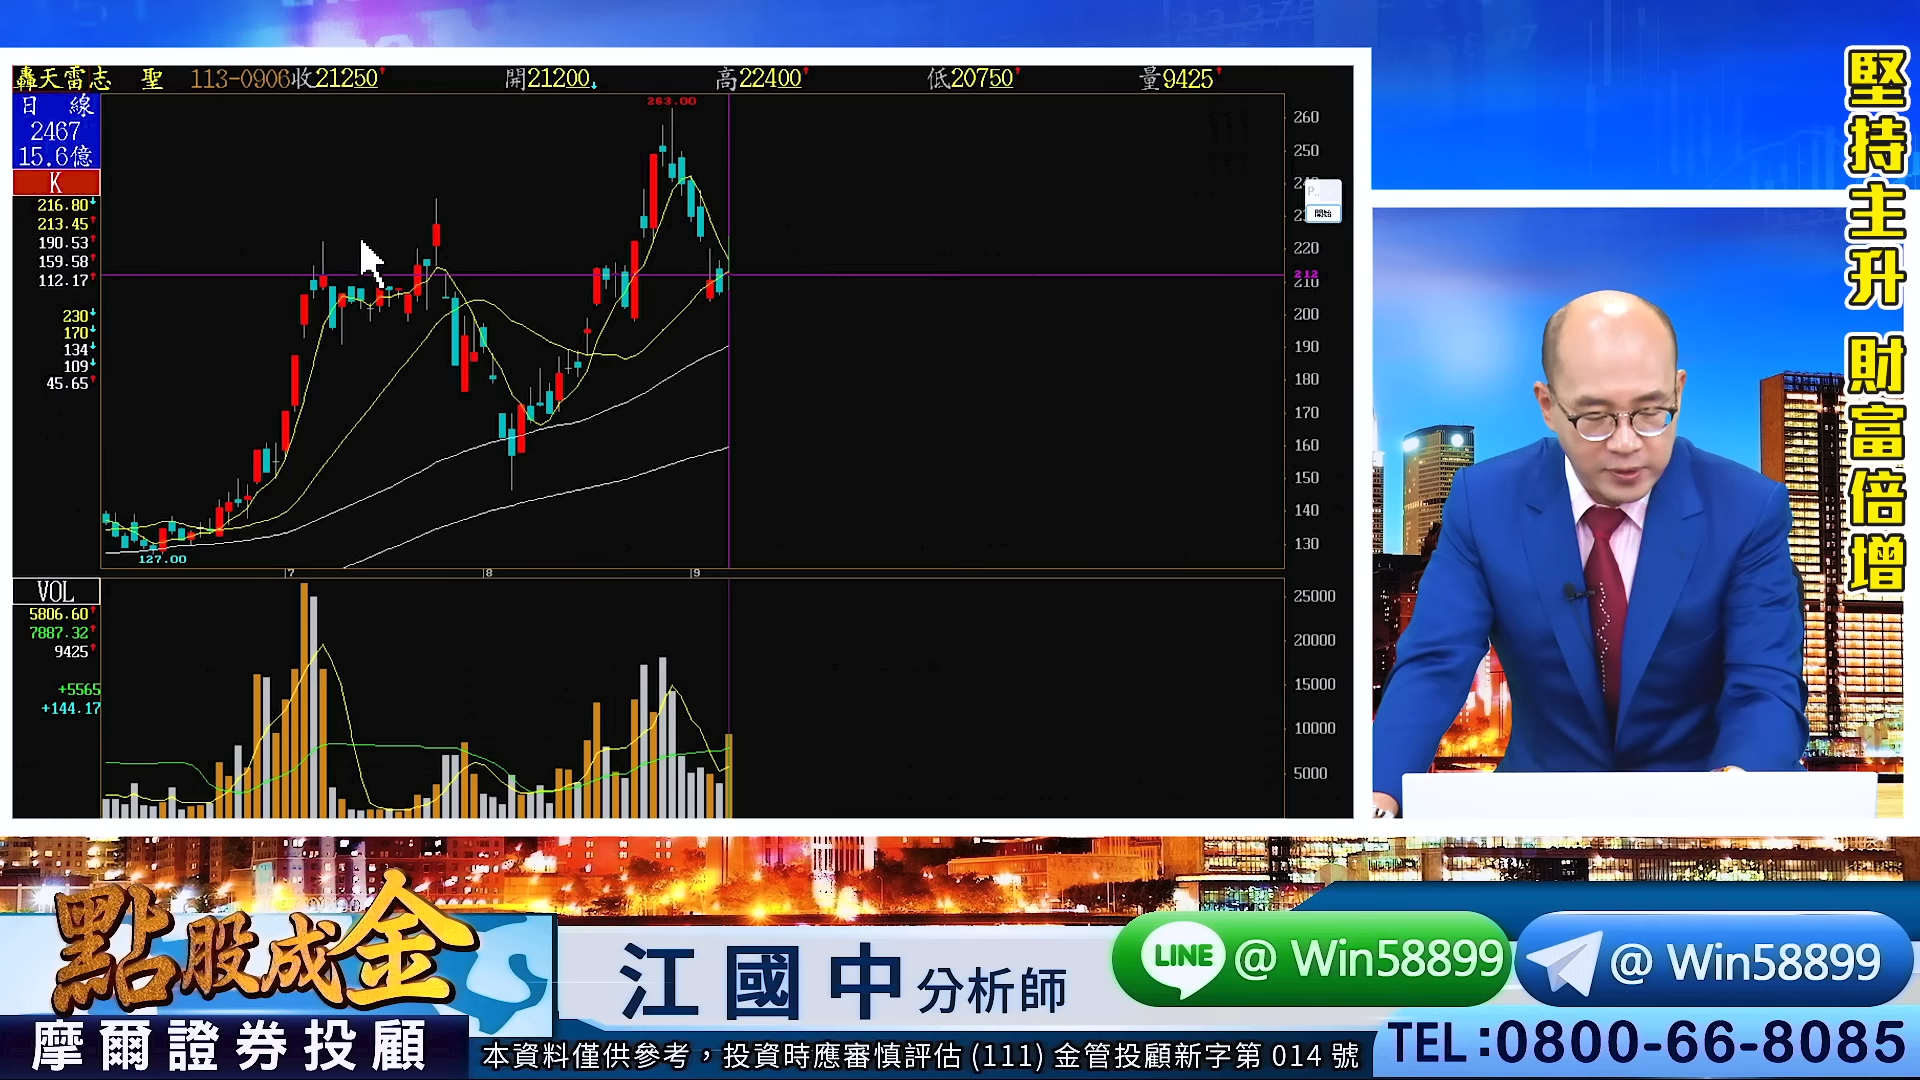 轟天雷志 聖 113-0906收21250↑ 開21200↓ 高22400↑ 低20750↑ 量9425↑
日 線
2467
15.6億
K
216.80↓
213.45↑
190.53↑
159.58↑
112.17↑
230↓
170↓
134↓
109↓
45.65↑
263.00
127.00
260
250
220
212
210
200
190
180
170
160
150
140
130
開始
7 8 9
VOL
5806.60↑
7887.32↑
9425↑
+5565
+144.17
25000
20000
15000
10000
5000
堅持主升 財富倍增
點股成金
摩爾證券投顧
江國中 分析師
LINE @ Win58899
@ Win58899
TEL:0800-66-8085
本資料僅供參考，投資時應審慎評估 (111) 金管投顧新字第 014 號